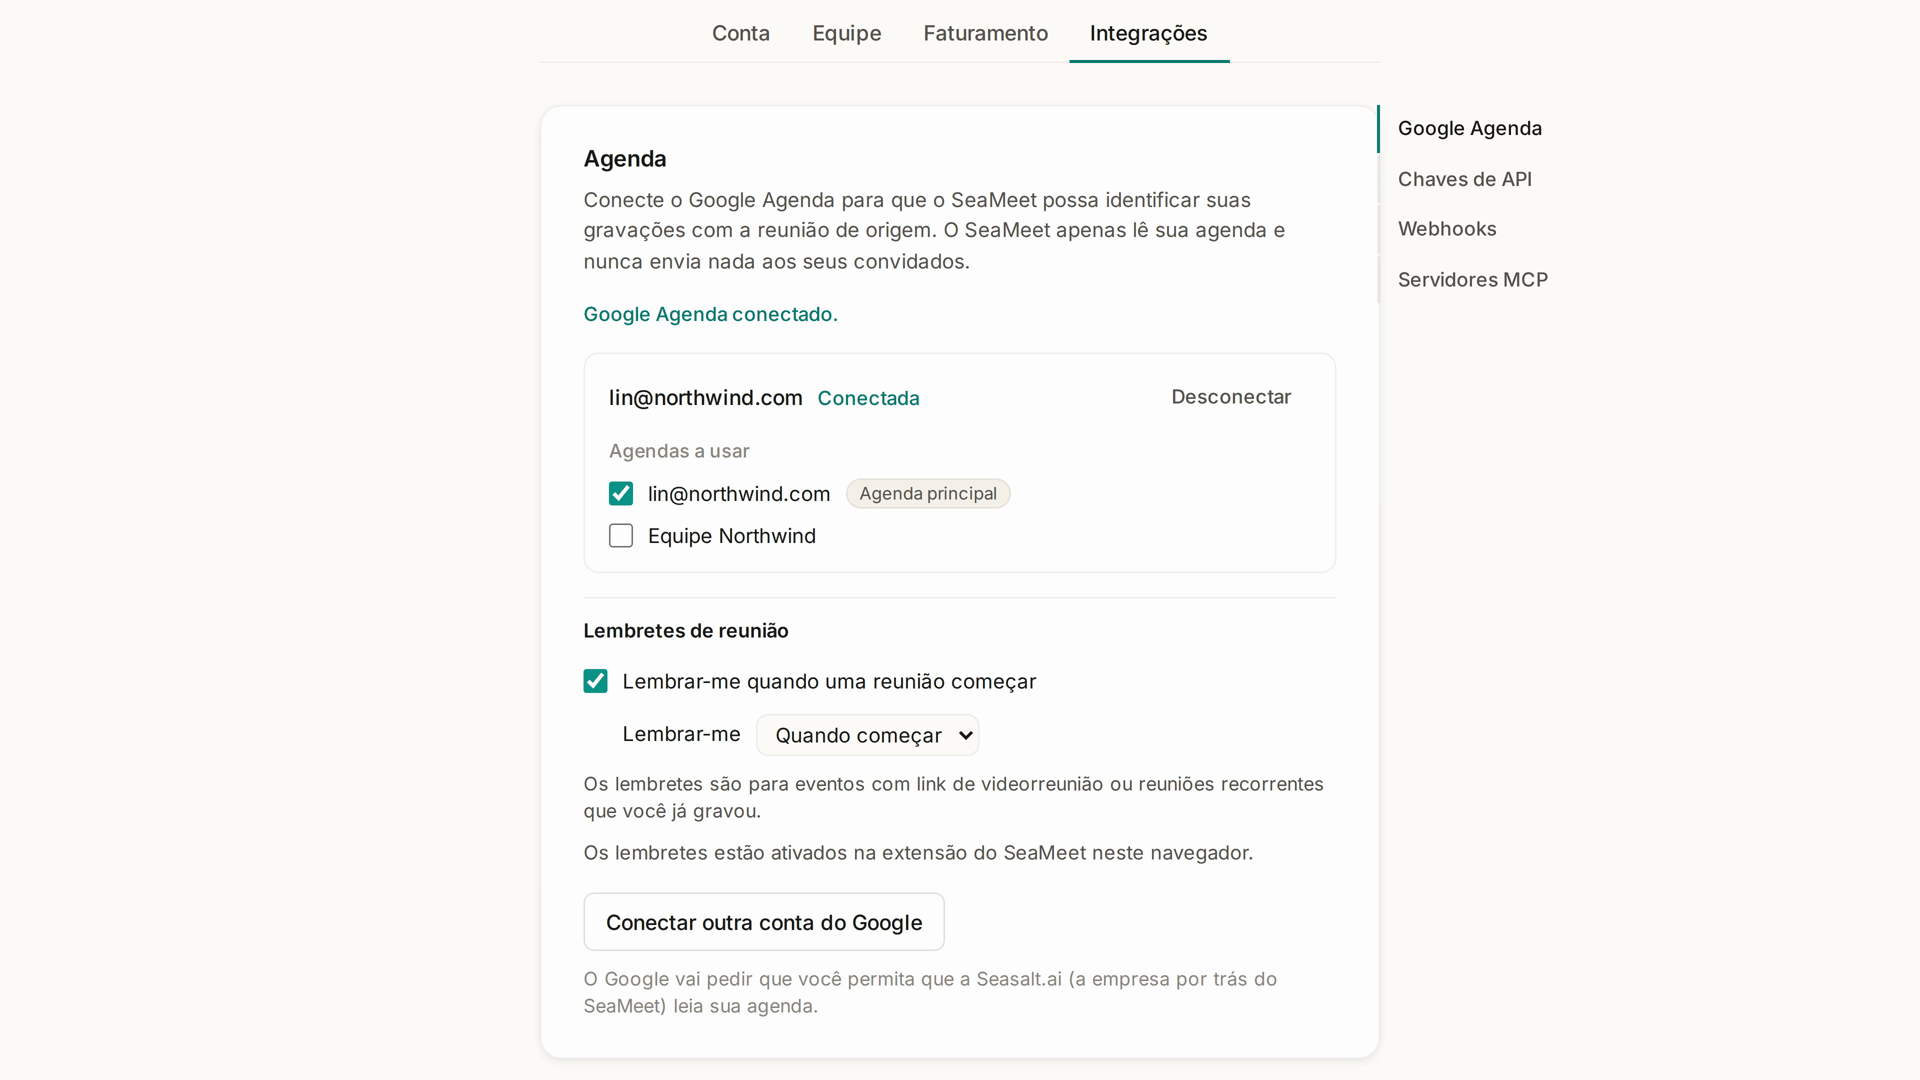 Conta
Equipe
Faturamento
Integrações
Agenda
Conecte o Google Agenda para que o SeaMeet possa identificar suas
gravações com a reunião de origem. O SeaMeet apenas lê sua agenda e
nunca envia nada aos seus convidados.
Google Agenda conectado.
lin@northwind.com Conectada
Desconectar
Agendas a usar
lin@northwind.com Agenda principal
Equipe Northwind
Lembretes de reunião
Lembrar-me quando uma reunião começar
Lembrar-me Quando começar
Os lembretes são para eventos com link de videorreunião ou reuniões recorrentes
que você já gravou.
Os lembretes estão ativados na extensão do SeaMeet neste navegador.
Conectar outra conta do Google
O Google vai pedir que você permita que a Seasalt.ai (a empresa por trás do
SeaMeet) leia sua agenda.
Google Agenda
Chaves de API
Webhooks
Servidores MCP